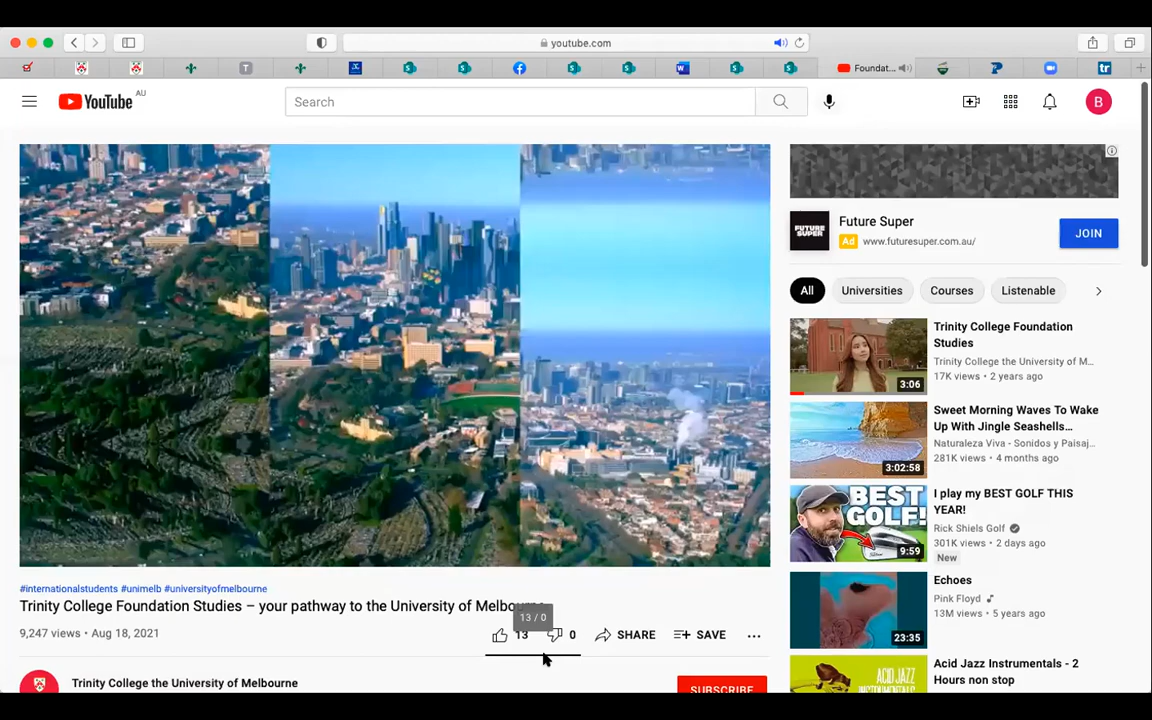 youtube.com
Foundat...
YouTube AU
Search
B
FUTURE SUPER
Future Super
Ad www.futuresuper.com.au/
JOIN
All
Universities
Courses
Listenable
3:06
Trinity College Foundation
Studies
Trinity College the University of M...
17K views • 2 years ago
3:02:58
Sweet Morning Waves To Wake
Up With Jingle Seashells...
Naturaleza Viva - Sonidos y Paisaj...
281K views • 4 months ago
BEST
GOLF!
9:59
I play my BEST GOLF THIS
YEAR!
Rick Shiels Golf
301K views • 2 days ago
New
23:35
Echoes
Pink Floyd
13M views • 5 years ago
ACID JAZZ
Acid Jazz Instrumentals - 2
Hours non stop
#internationalstudents #unimelb #universityofmelbourne
Trinity College Foundation Studies – your pathway to the University of Melbourne
13 / 0
9,247 views • Aug 18, 2021
13
0
SHARE
SAVE
Trinity College the University of Melbourne
SUBSCRIBE